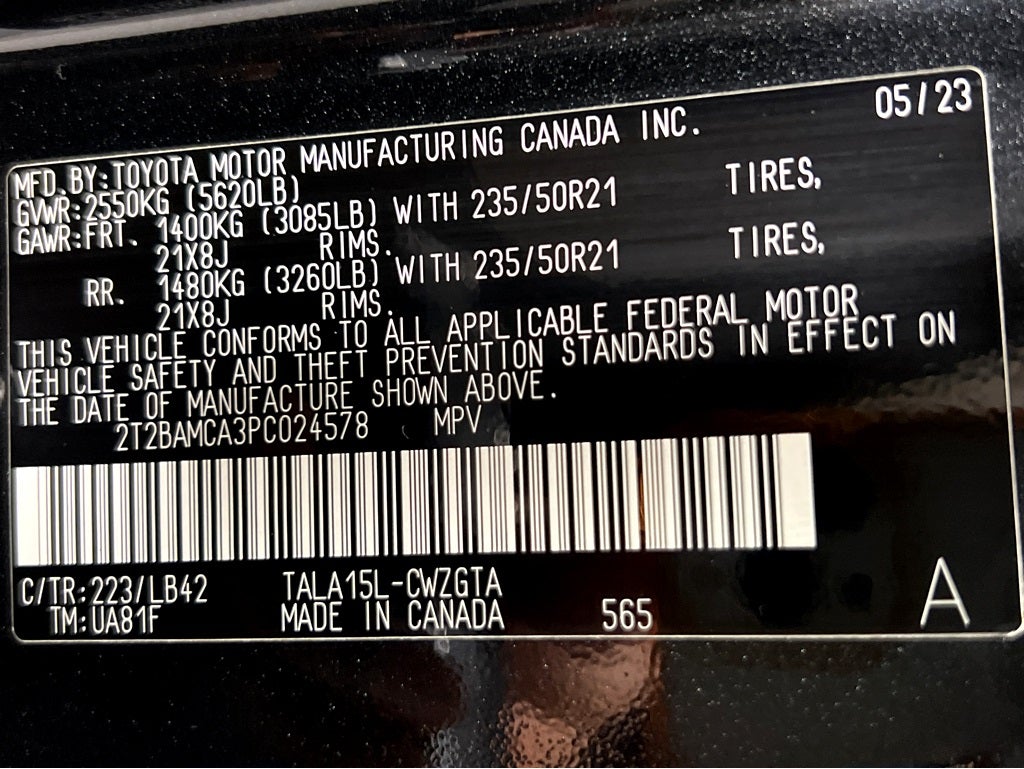 05/23
MFD.BY:TOYOTA MOTOR MANUFACTURING CANADA INC.
GVWR:2550KG (5620LB)
GAWR:FRT. 1400KG (3085LB) WITH 235/50R21 TIRES,
21X8J RIMS.
RR. 1480KG (3260LB) WITH 235/50R21 TIRES,
21X8J RIMS.
THIS VEHICLE CONFORMS TO ALL APPLICABLE FEDERAL MOTOR
VEHICLE SAFETY AND THEFT PREVENTION STANDARDS IN EFFECT ON
THE DATE OF MANUFACTURE SHOWN ABOVE.
2T2BAMCA3PC024578 MPV
C/TR:223/LB42 TALA15L-CWZGTA
TM:UA81F MADE IN CANADA 565 A